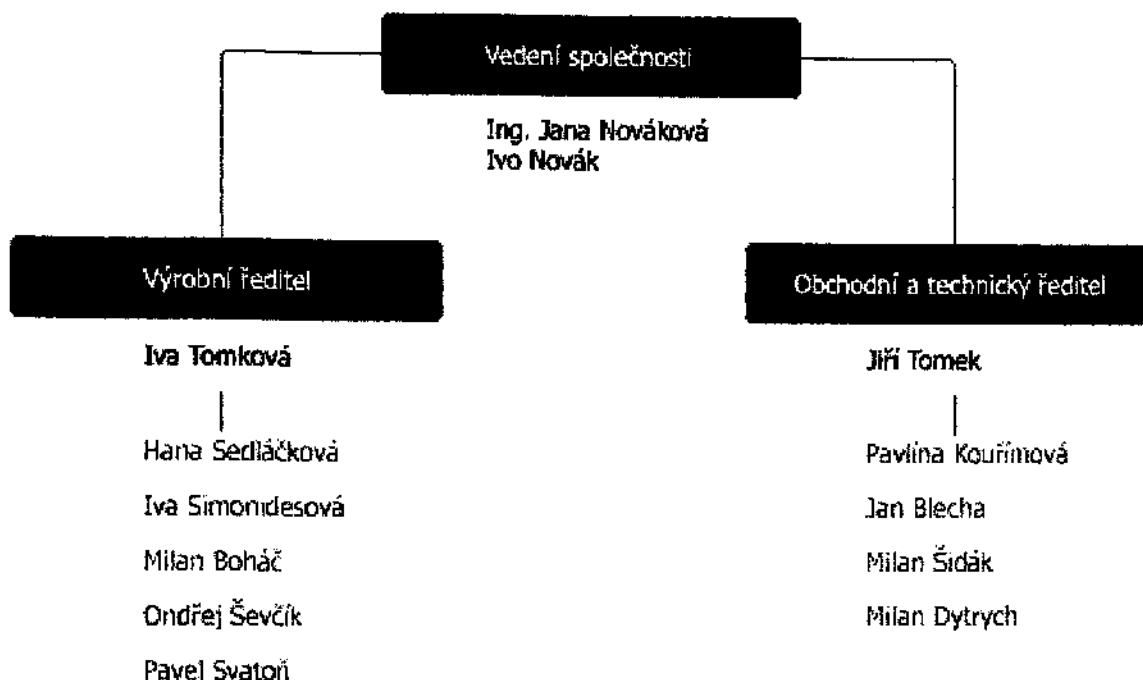 Vedení společnosti
Ing. Jana Nováková
Ivo Novák
Výrobní ředitel
Iva Tomková
Hana Sedláčková
Iva Simonidesová
Milan Boháč
Ondřej Ševčík
Pavel Svatoň
Obchodní a technický ředitel
Jiří Tomek
Pavlína Kouřimová
Jan Blecha
Milan Šidák
Milan Dytrych